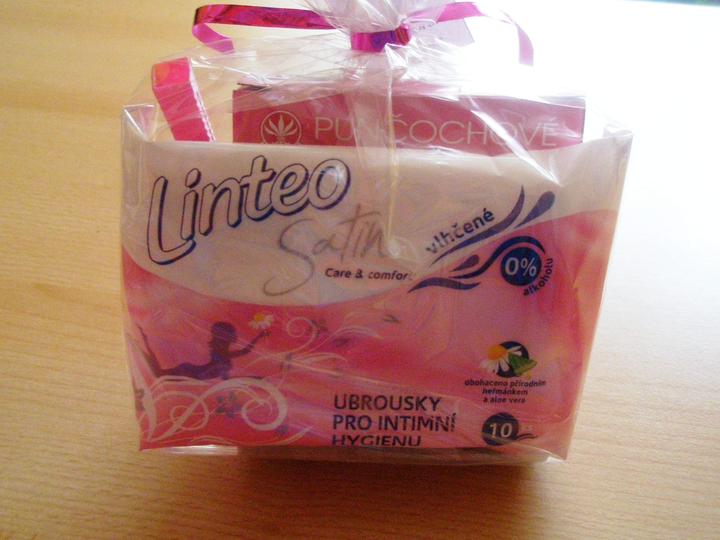 PUNČOCHOVÉ
Linteo
Satin
Care & comfort
vlhčené
0%
alkoholu
obohaceno přírodním
heřmánkem
a aloe vera
UBROUSKY
PRO INTIMNÍ
HYGIENU
10